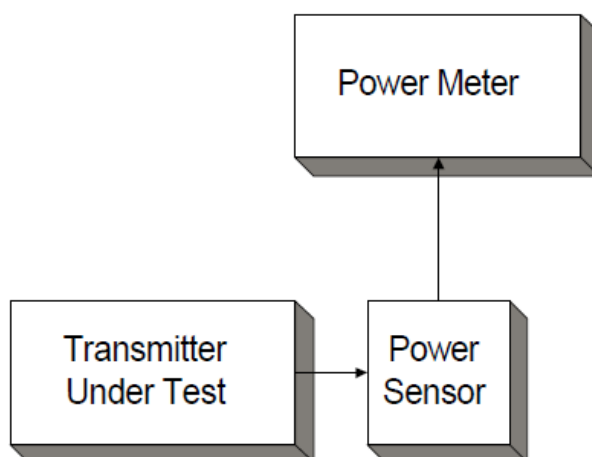 Power Meter
Transmitter
Under Test
Power
Sensor